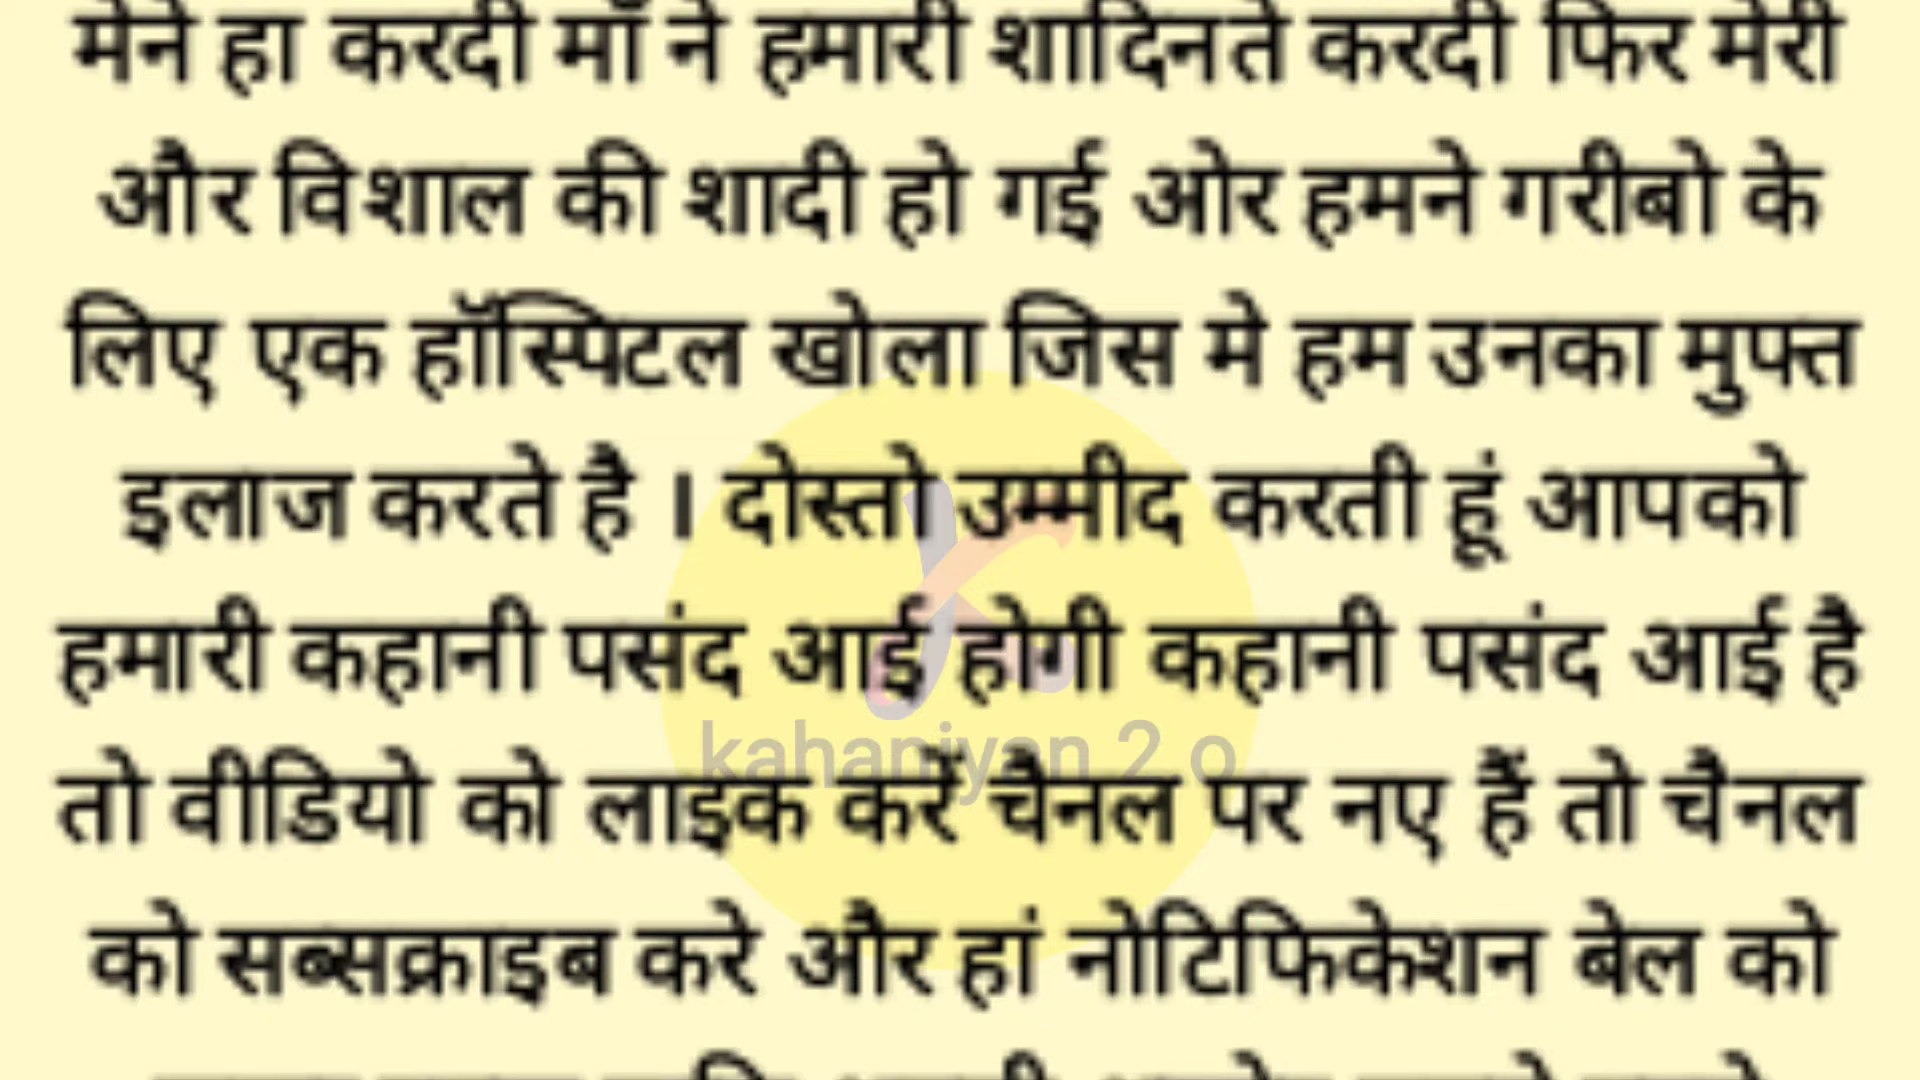 मेने हा करदी माँ ने हमारी शादिनते करदी फिर मेरी
और विशाल की शादी हो गई ओर हमने गरीबो के
लिए एक हॉस्पिटल खोला जिस मे हम उनका मुफ्त
इलाज करते है । दोस्तो उम्मीद करती हूं आपको
हमारी कहानी पसंद आई होगी कहानी पसंद आई है
kahaniyan 2 o
तो वीडियो को लाइक करें चैनल पर नए हैं तो चैनल
को सब्सक्राइब करे और हां नोटिफिकेशन बेल को